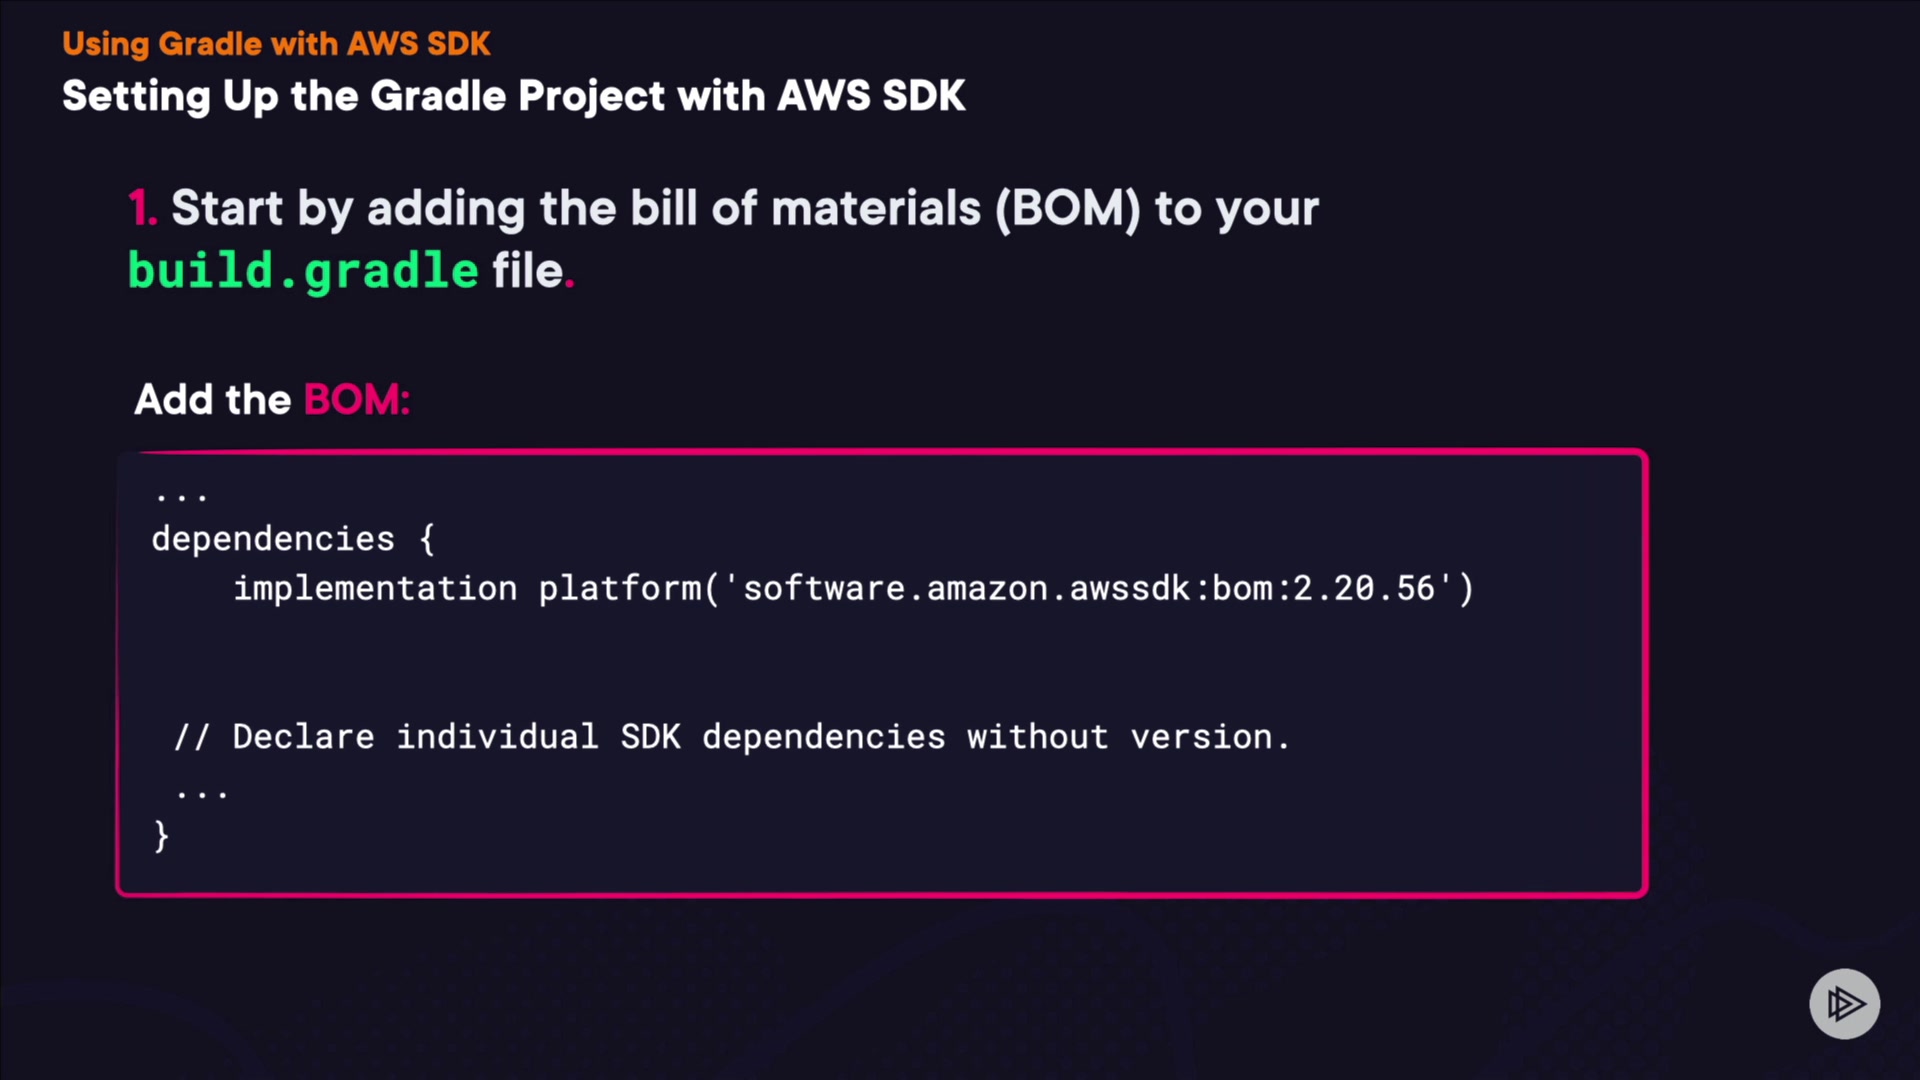 Using Gradle with AWS SDK
Setting Up the Gradle Project with AWS SDK
1. Start by adding the bill of materials (BOM) to your
build.gradle file.
Add the BOM:
...
dependencies {
implementation platform('software.amazon.awssdk:bom:2.20.56')
// Declare individual SDK dependencies without version.
...
}